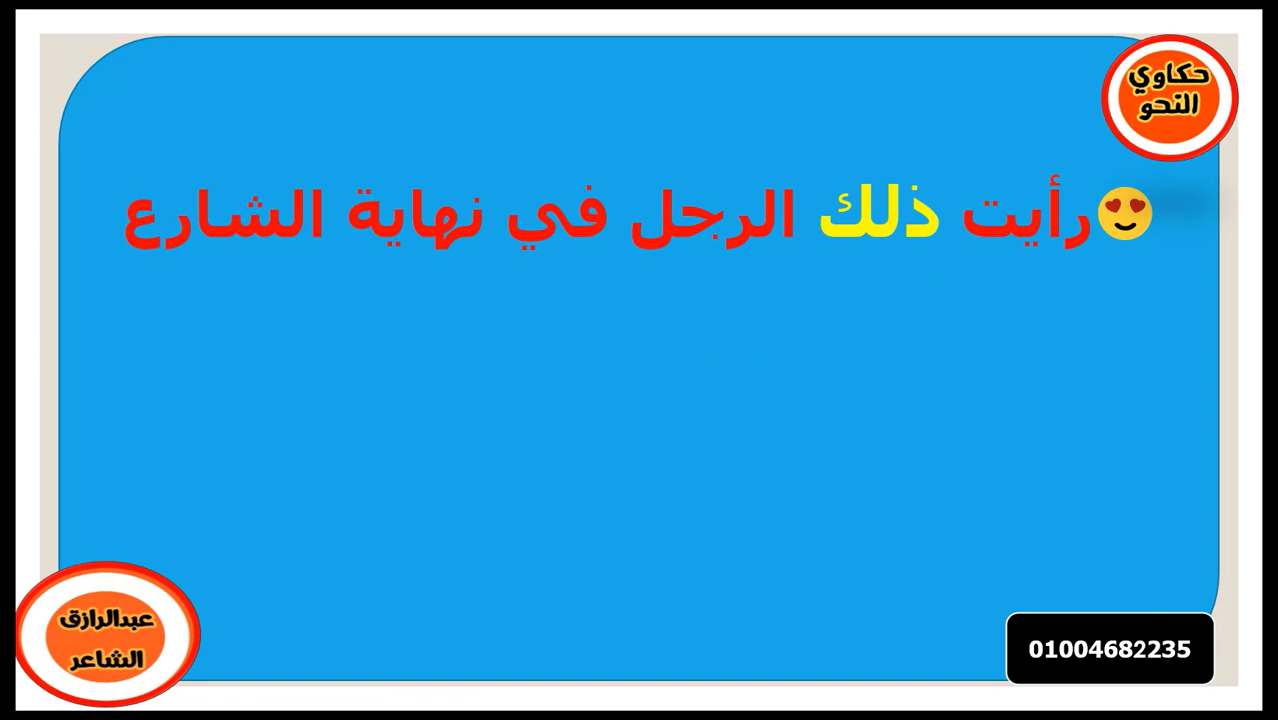 حكاوي
النحو
😍رأيت ذلك الرجل في نهاية الشارع
عبدالرازق
الشاعر
01004682235